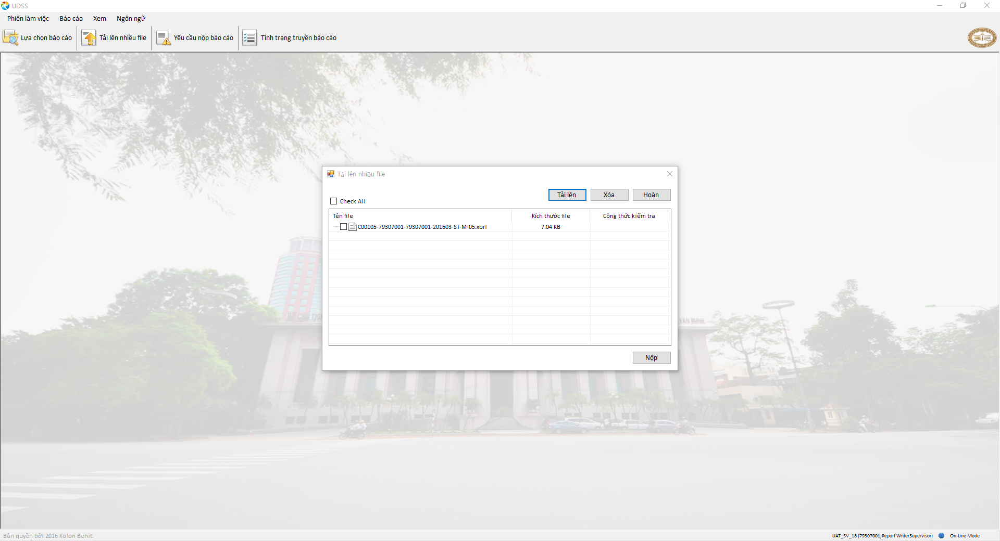 UDSS
Phiên làm việc Báo cáo Xem Ngôn ngữ
Lựa chọn báo cáo Tải lên nhiều file Yêu cầu nộp báo cáo Tình trạng truyền báo cáo
Tải lên nhiều file
Tải lên Xóa Hoàn
Check All
Tên file Kích thước file Công thức kiểm tra
C00105-79307001-79307001-201603-ST-M-05.xbrl 7.04 KB
Nộp
Bản quyền bởi 2016 Kolon Benit.
UAT_SV_18 (79307001,Report WriterSupervisor) On-Line Mode